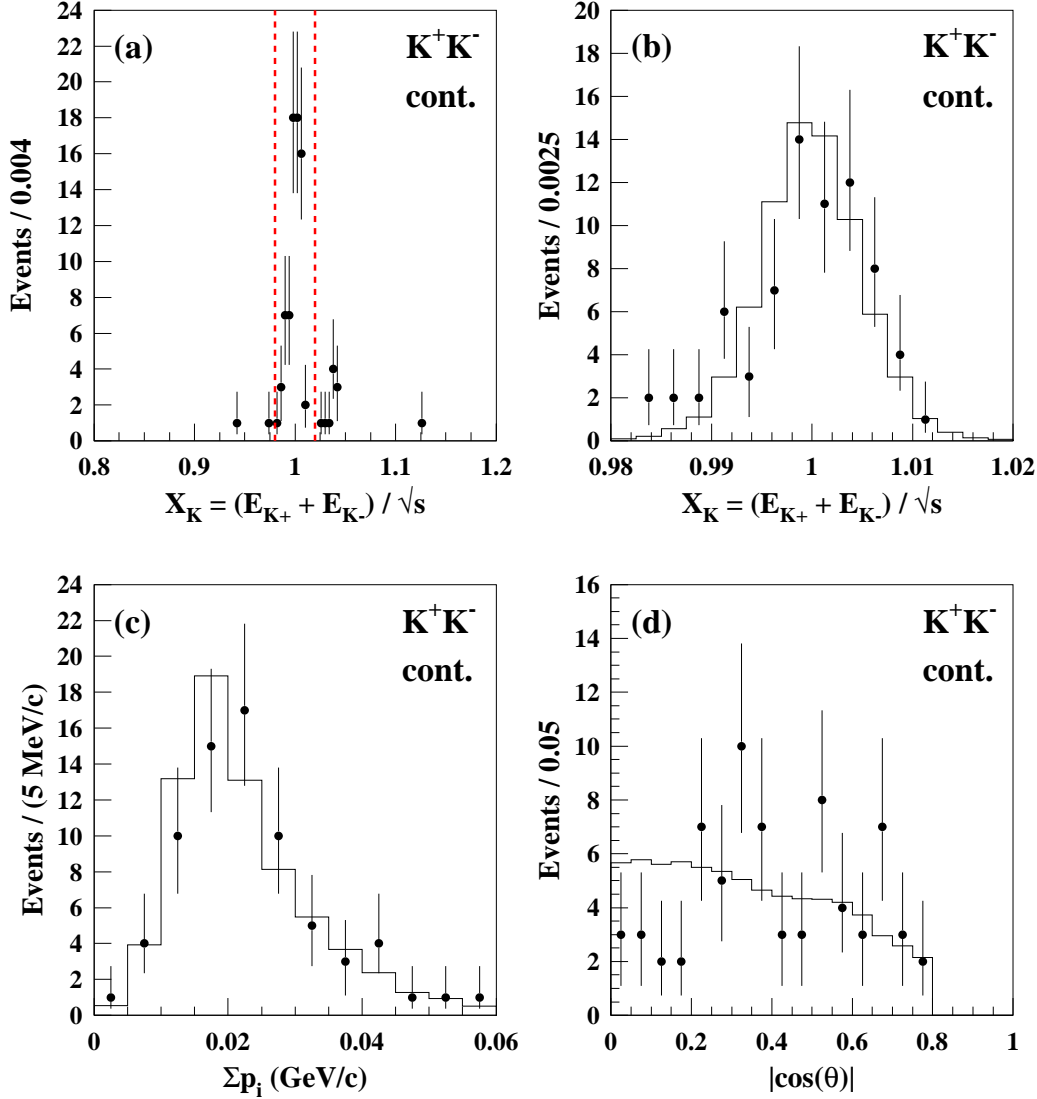 (a)
K⁺K⁻
cont.
Events / 0.004
24
22
20
18
16
14
12
10
8
6
4
2
0
0.8 0.9 1 1.1 1.2
X_K = (E_K+ + E_K-) / √s
(b)
K⁺K⁻
cont.
Events / 0.0025
20
18
16
14
12
10
8
6
4
2
0
0.98 0.99 1 1.01 1.02
X_K = (E_K+ + E_K-) / √s
(c)
K⁺K⁻
cont.
Events / (5 MeV/c)
24
22
20
18
16
14
12
10
8
6
4
2
0
0 0.02 0.04 0.06
Σp_i (GeV/c)
(d)
K⁺K⁻
cont.
Events / 0.05
16
14
12
10
8
6
4
2
0
0 0.2 0.4 0.6 0.8 1
|cos(θ)|